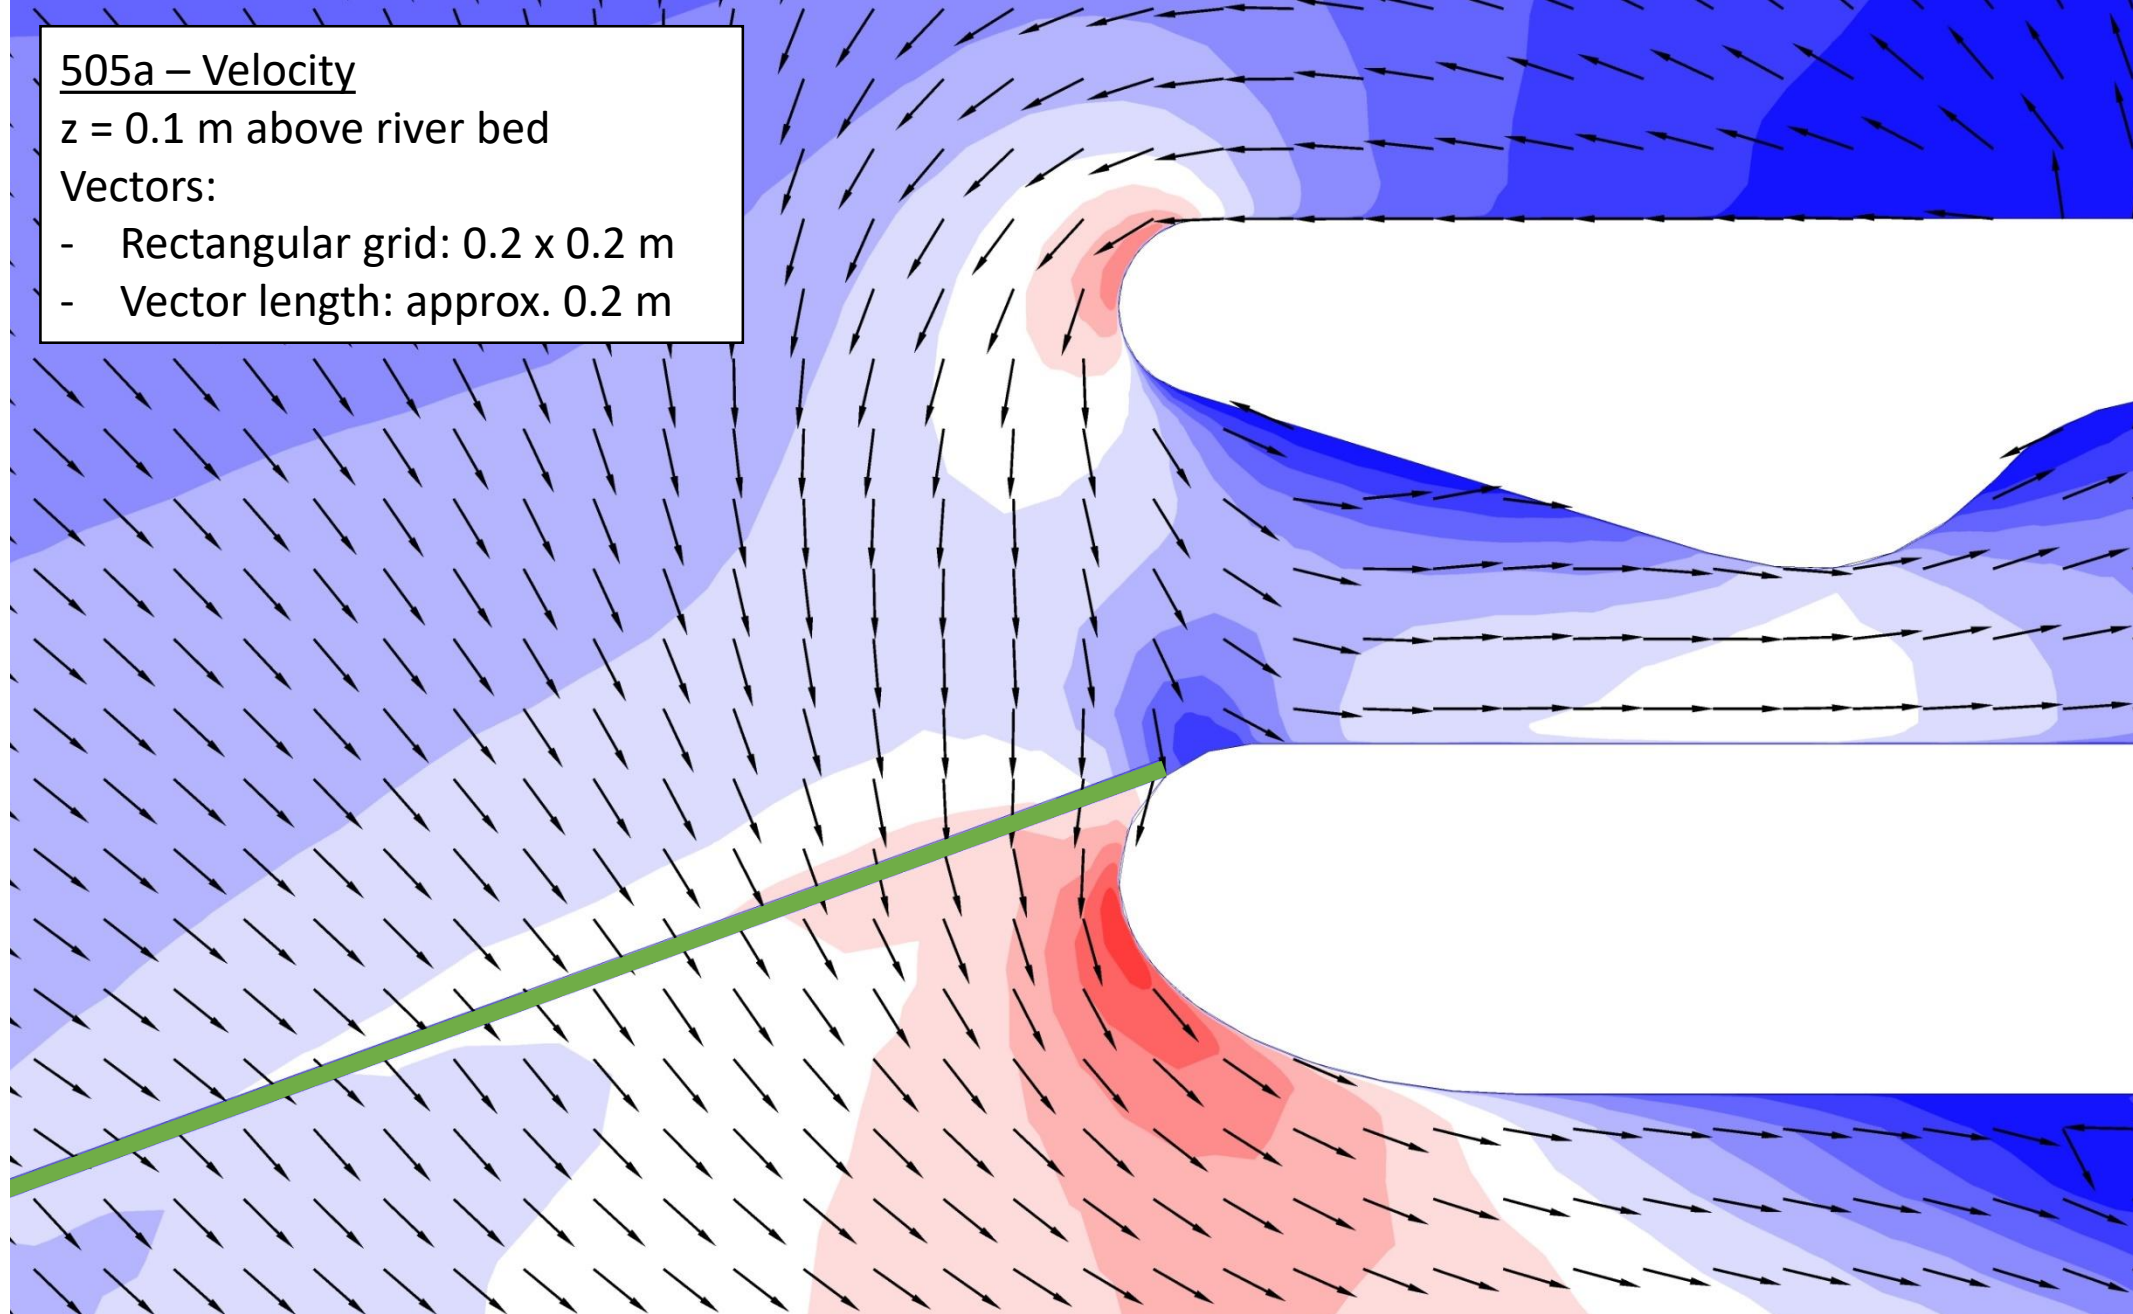 505a – Velocity
z = 0.1 m above river bed
Vectors:
- Rectangular grid: 0.2 x 0.2 m
- Vector length: approx. 0.2 m